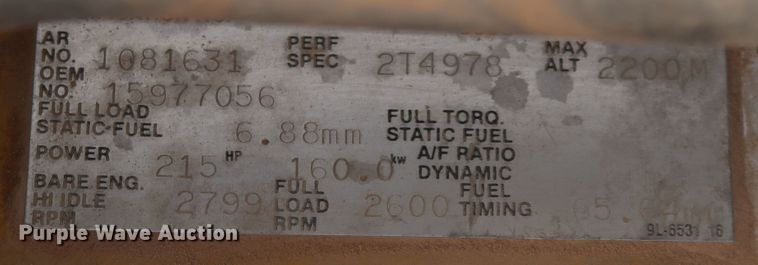 AR NO. 1081631 PERF SPEC 2T4978 MAX ALT 2200M
OEM NO. 15977056
FULL LOAD STATIC-FUEL 6.88mm FULL TORQ. STATIC FUEL
POWER 215 HP 160.0 kw A/F RATIO DYNAMIC
BARE ENG. HI IDLE RPM 2799 FULL LOAD RPM 2600 FUEL TIMING
9L-6531 16
Purple Wave Auction